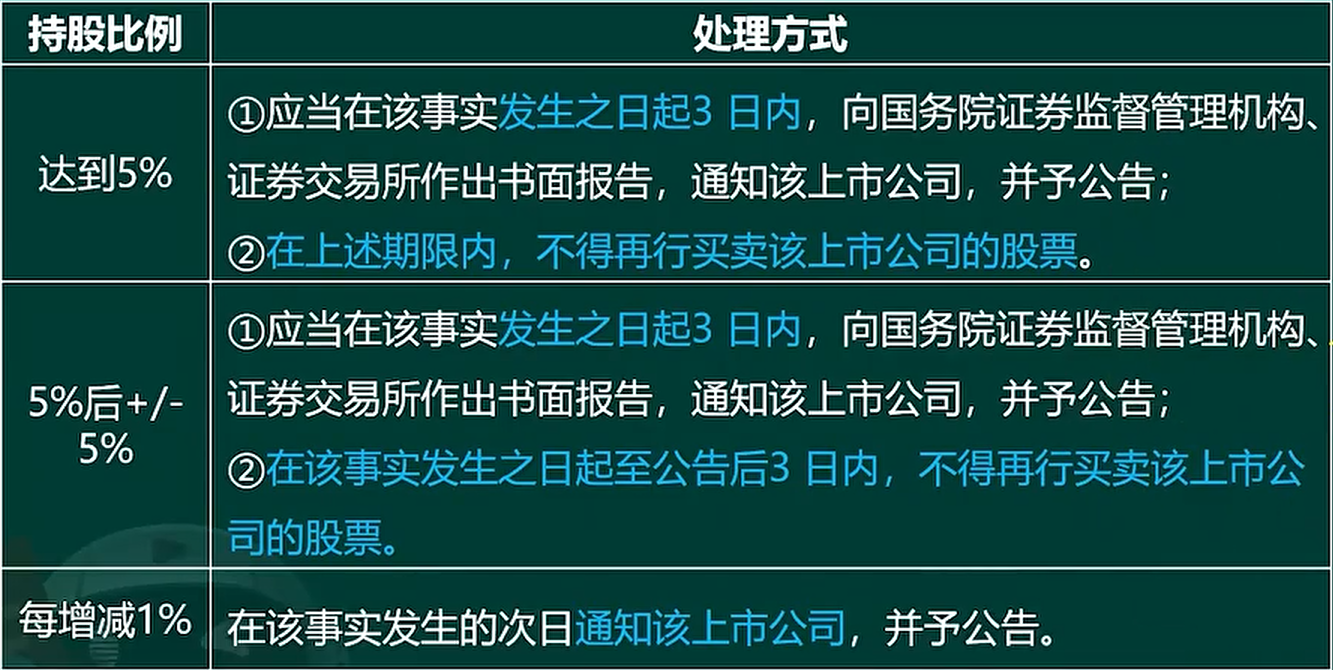 持股比例
处理方式
达到5%
①应当在该事实发生之日起3 日内，向国务院证券监督管理机构、
证券交易所作出书面报告，通知该上市公司，并予公告；
②在上述期限内，不得再行买卖该上市公司的股票。
5%后+/-
5%
①应当在该事实发生之日起3 日内，向国务院证券监督管理机构、
证券交易所作出书面报告，通知该上市公司，并予公告；
②在该事实发生之日起至公告后3 日内，不得再行买卖该上市公
司的股票。
每增减1%
在该事实发生的次日通知该上市公司，并予公告。